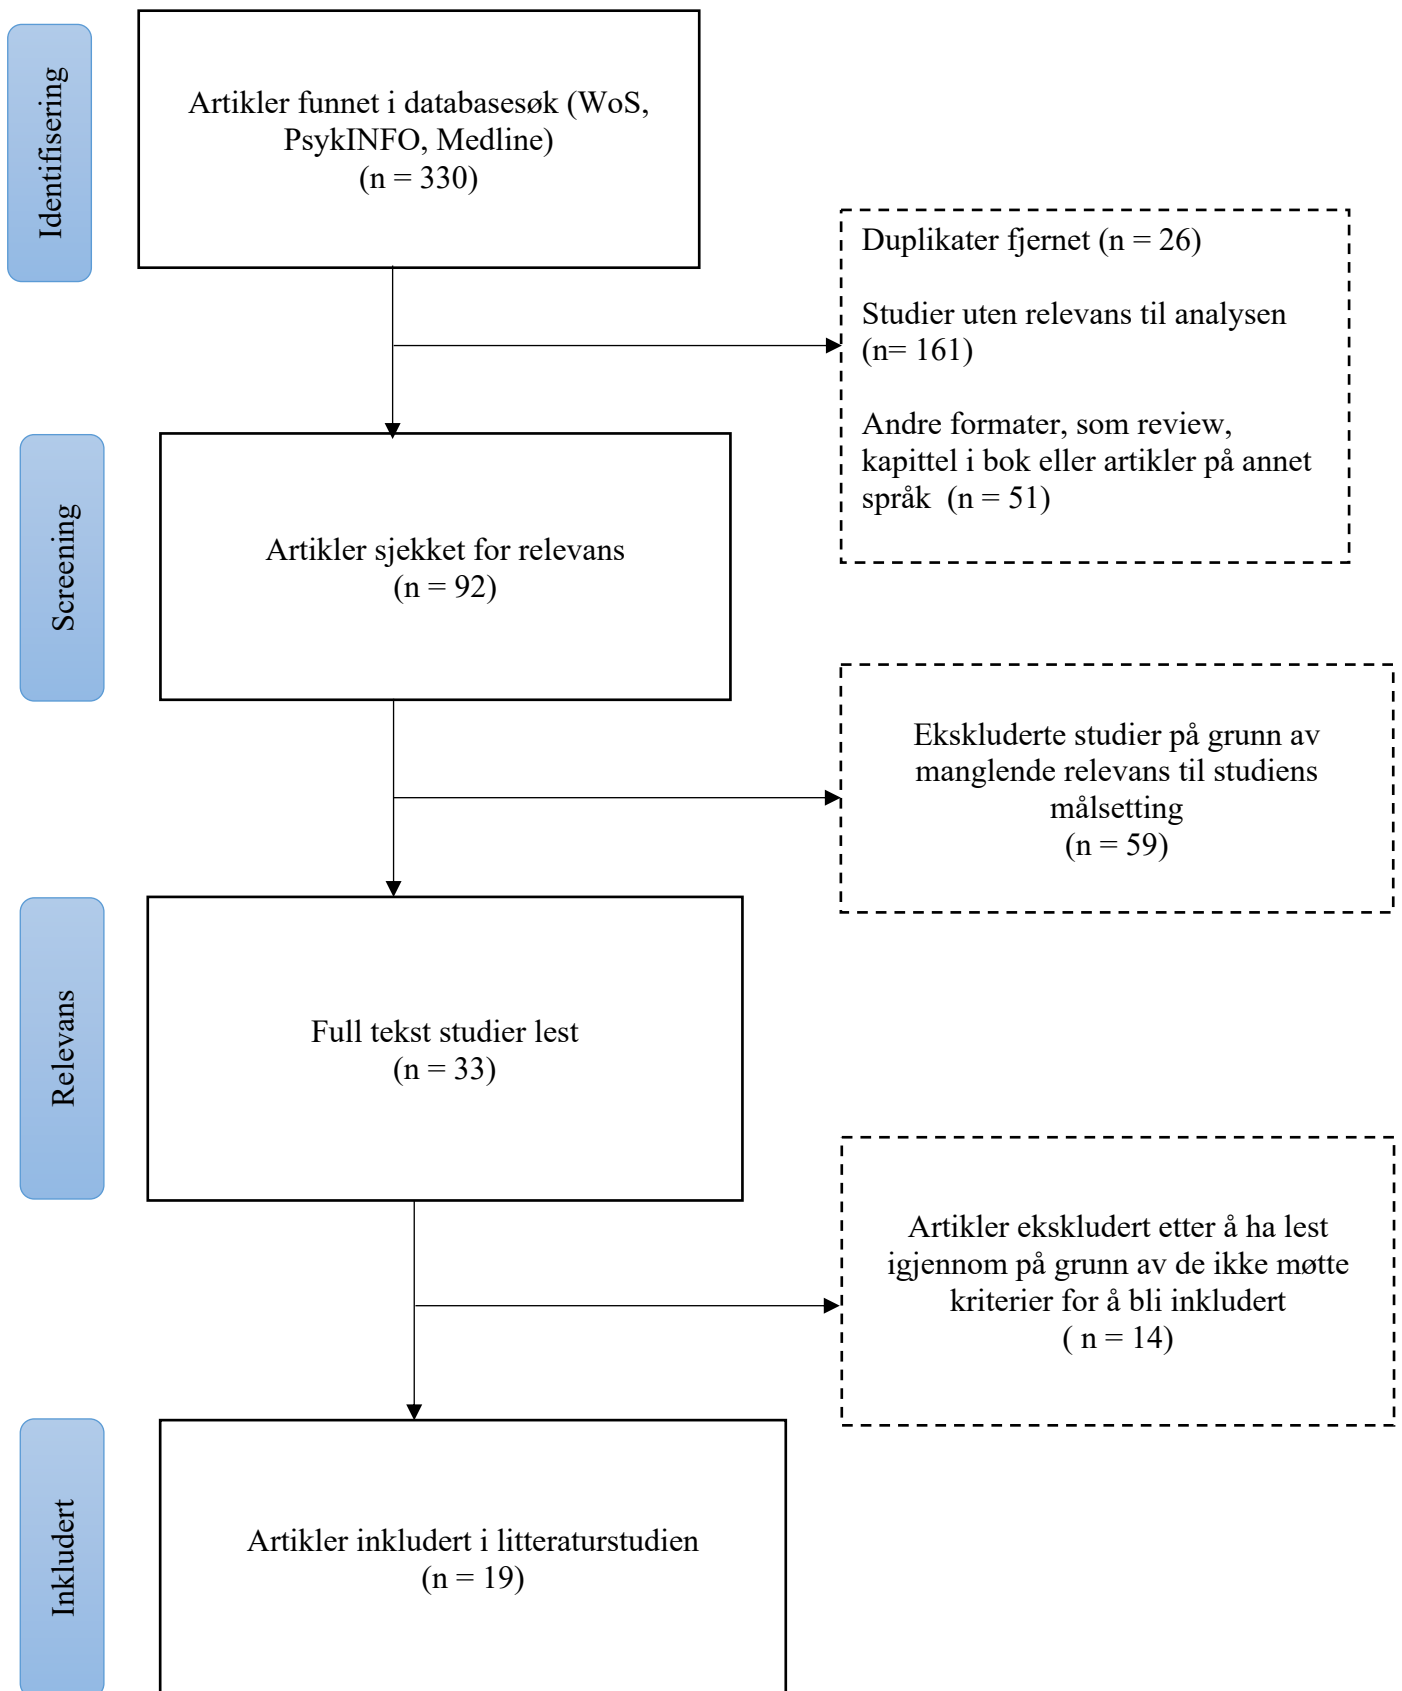 Identifisering
Artikler funnet i databasesøk (WoS,
PsykINFO, Medline)
(n = 330)
Duplikater fjernet (n = 26)
Studier uten relevans til analysen
(n= 161)
Andre formater, som review,
kapittel i bok eller artikler på annet
språk  (n = 51)
Screening
Artikler sjekket for relevans
(n = 92)
Ekskluderte studier på grunn av
manglende relevans til studiens
målsetting
(n = 59)
Relevans
Full tekst studier lest
(n = 33)
Artikler ekskludert etter å ha lest
igjennom på grunn av de ikke møtte
kriterier for å bli inkludert
( n = 14)
Inkludert
Artikler inkludert i litteraturstudien
(n = 19)